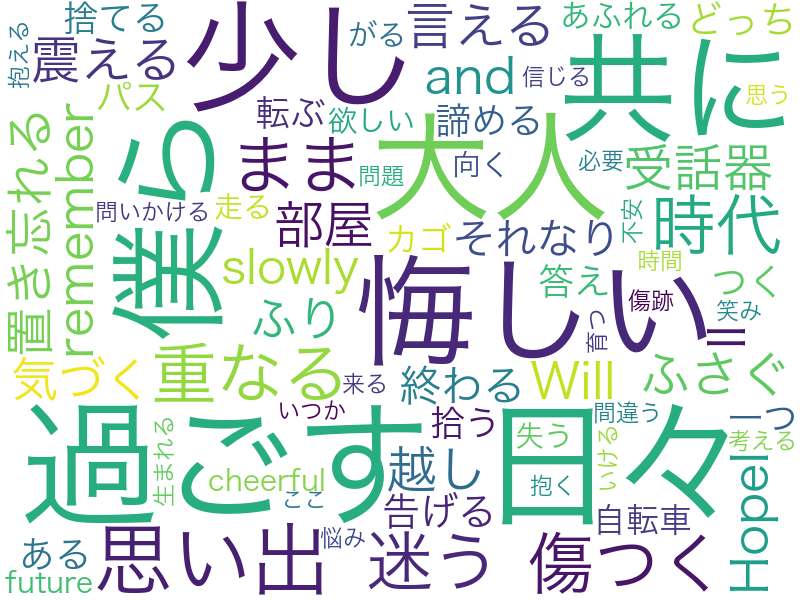 抱える
捨てる
震える
少し
がる
言える
あふれる
どっち
共に
and
信じる
思う
パス
転ぶ
欲しい
諦める
大人
remember
置き忘れる
僕ら
まま
問題
向く
必要
受話器
問いかける
走る
部屋
カゴ
それなり
不安
時代
slowly
悔しい
答え
時間
つく
傷跡
笑み
ふり
育っ
III
気づく
重なる
来る
終わる
Will
ふさぐ
過ごす
いつか
拾う
日々
間違う
一つ
生まれる
失う
考える
cheerful
ここ
越し
抱く
いける
告げる
自転車
Hopel
ある
思い出
悩み
迷う
傷つく
future